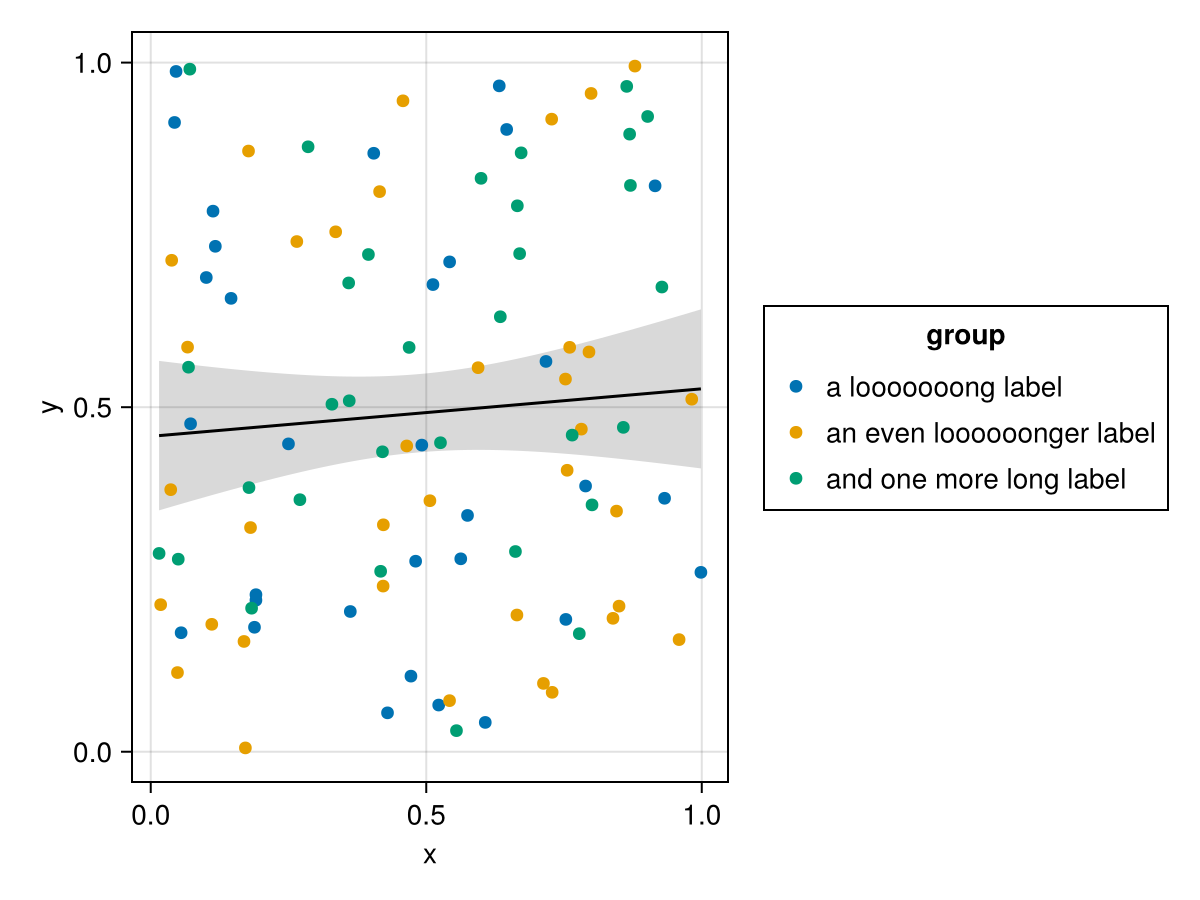 1.0
0.5
0.0
y
0.0 0.5 1.0
x
group
a looooooong label
an even loooooonger label
and one more long label